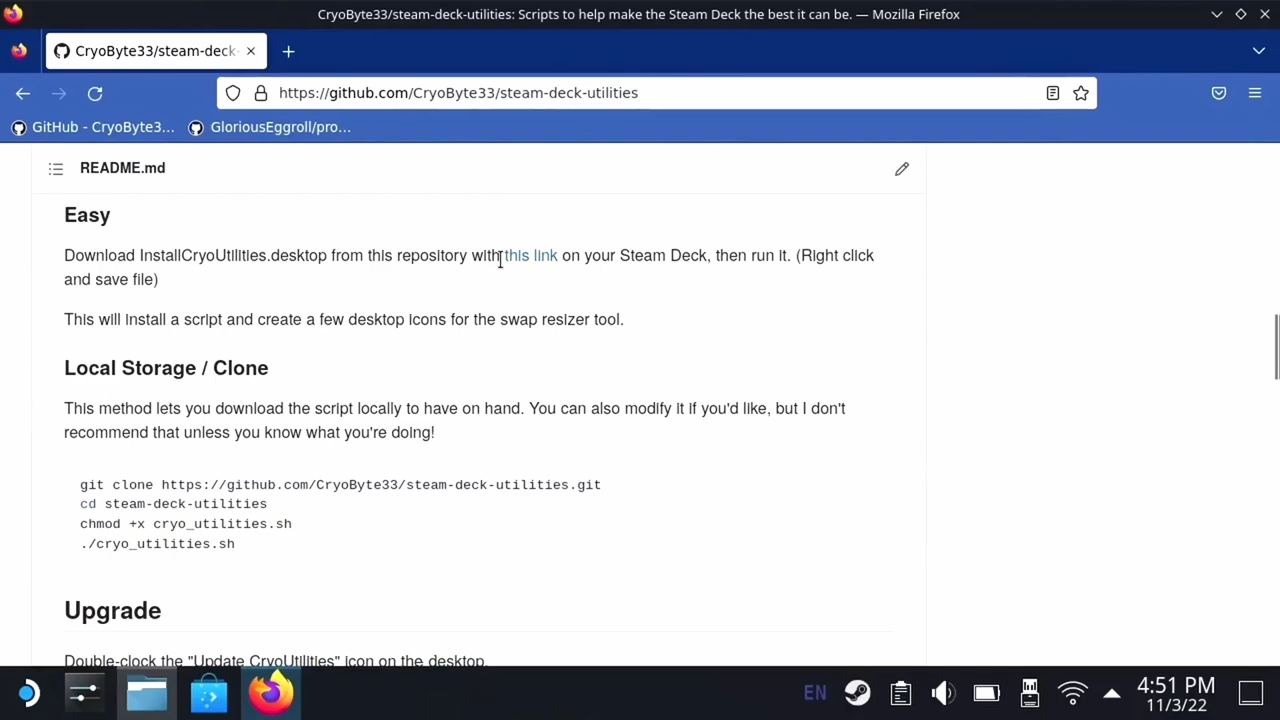 CryoByte33/steam-deck-utilities: Scripts to help make the Steam Deck the best it can be. — Mozilla Firefox
CryoByte33/steam-deck-
https://github.com/CryoByte33/steam-deck-utilities
GitHub - CryoByte3...
GloriousEggroll/pro...
README.md
Easy
Download InstallCryoUtilities.desktop from this repository with this link on your Steam Deck, then run it. (Right click
and save file)
This will install a script and create a few desktop icons for the swap resizer tool.
Local Storage / Clone
This method lets you download the script locally to have on hand. You can also modify it if you'd like, but I don't
recommend that unless you know what you're doing!
git clone https://github.com/CryoByte33/steam-deck-utilities.git
cd steam-deck-utilities
chmod +x cryo_utilities.sh
./cryo_utilities.sh
Upgrade
Double-clock the "Update CryoUtilities" icon on the desktop.
EN
4:51 PM
11/3/22